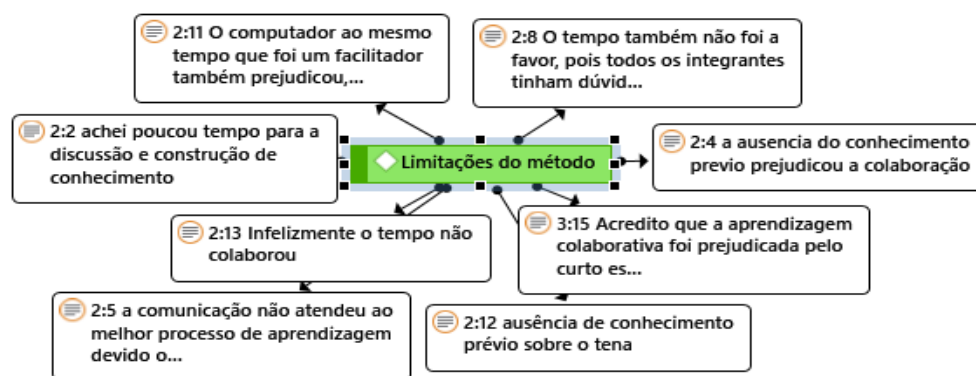 2:11 O computador ao mesmo
tempo que foi um facilitador
também prejudicou,...
2:8 O tempo também não foi a
favor, pois todos os integrantes
tinham dúvid...
2:2 achei poucou tempo para a
discussão e construção de
conhecimento
Limitações do método
2:4 a ausencia do conhecimento
previo prejudicou a colaboração
2:13 Infelizmente o tempo não
colaborou
3:15 Acredito que a aprendizagem
colaborativa foi prejudicada pelo
curto es...
2:5 a comunicação não atendeu ao
melhor processo de aprendizagem
devido o...
2:12 ausência de conhecimento
prévio sobre o tena